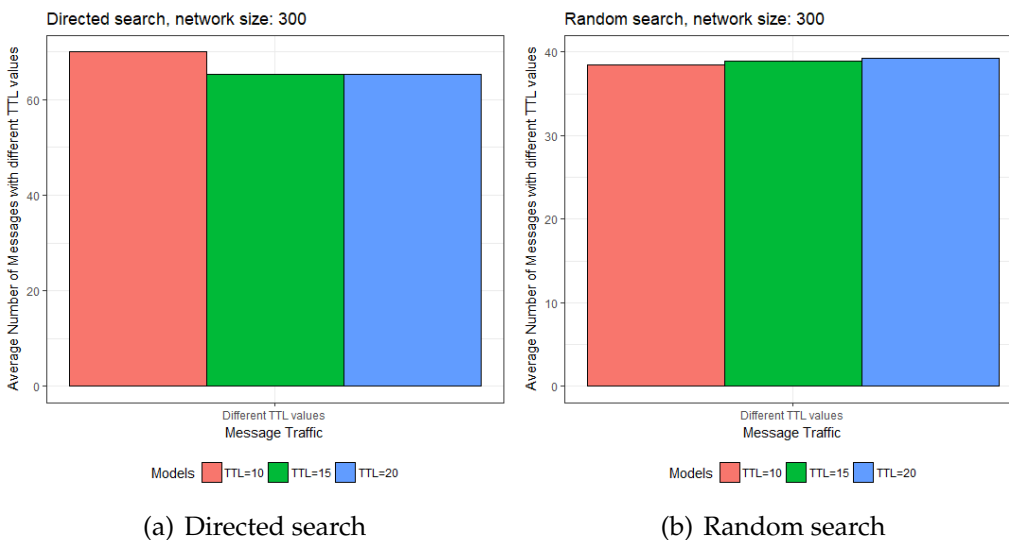 Directed search, network size: 300
Average Number of Messages with different TTL values
60
40
20
0
Different TTL values
Message Traffic
Models TTL=10 TTL=15 TTL=20
(a) Directed search
Random search, network size: 300
Average Number of Messages with different TTL values
40
30
20
10
0
Different TTL values
Message Traffic
Models TTL=10 TTL=15 TTL=20
(b) Random search